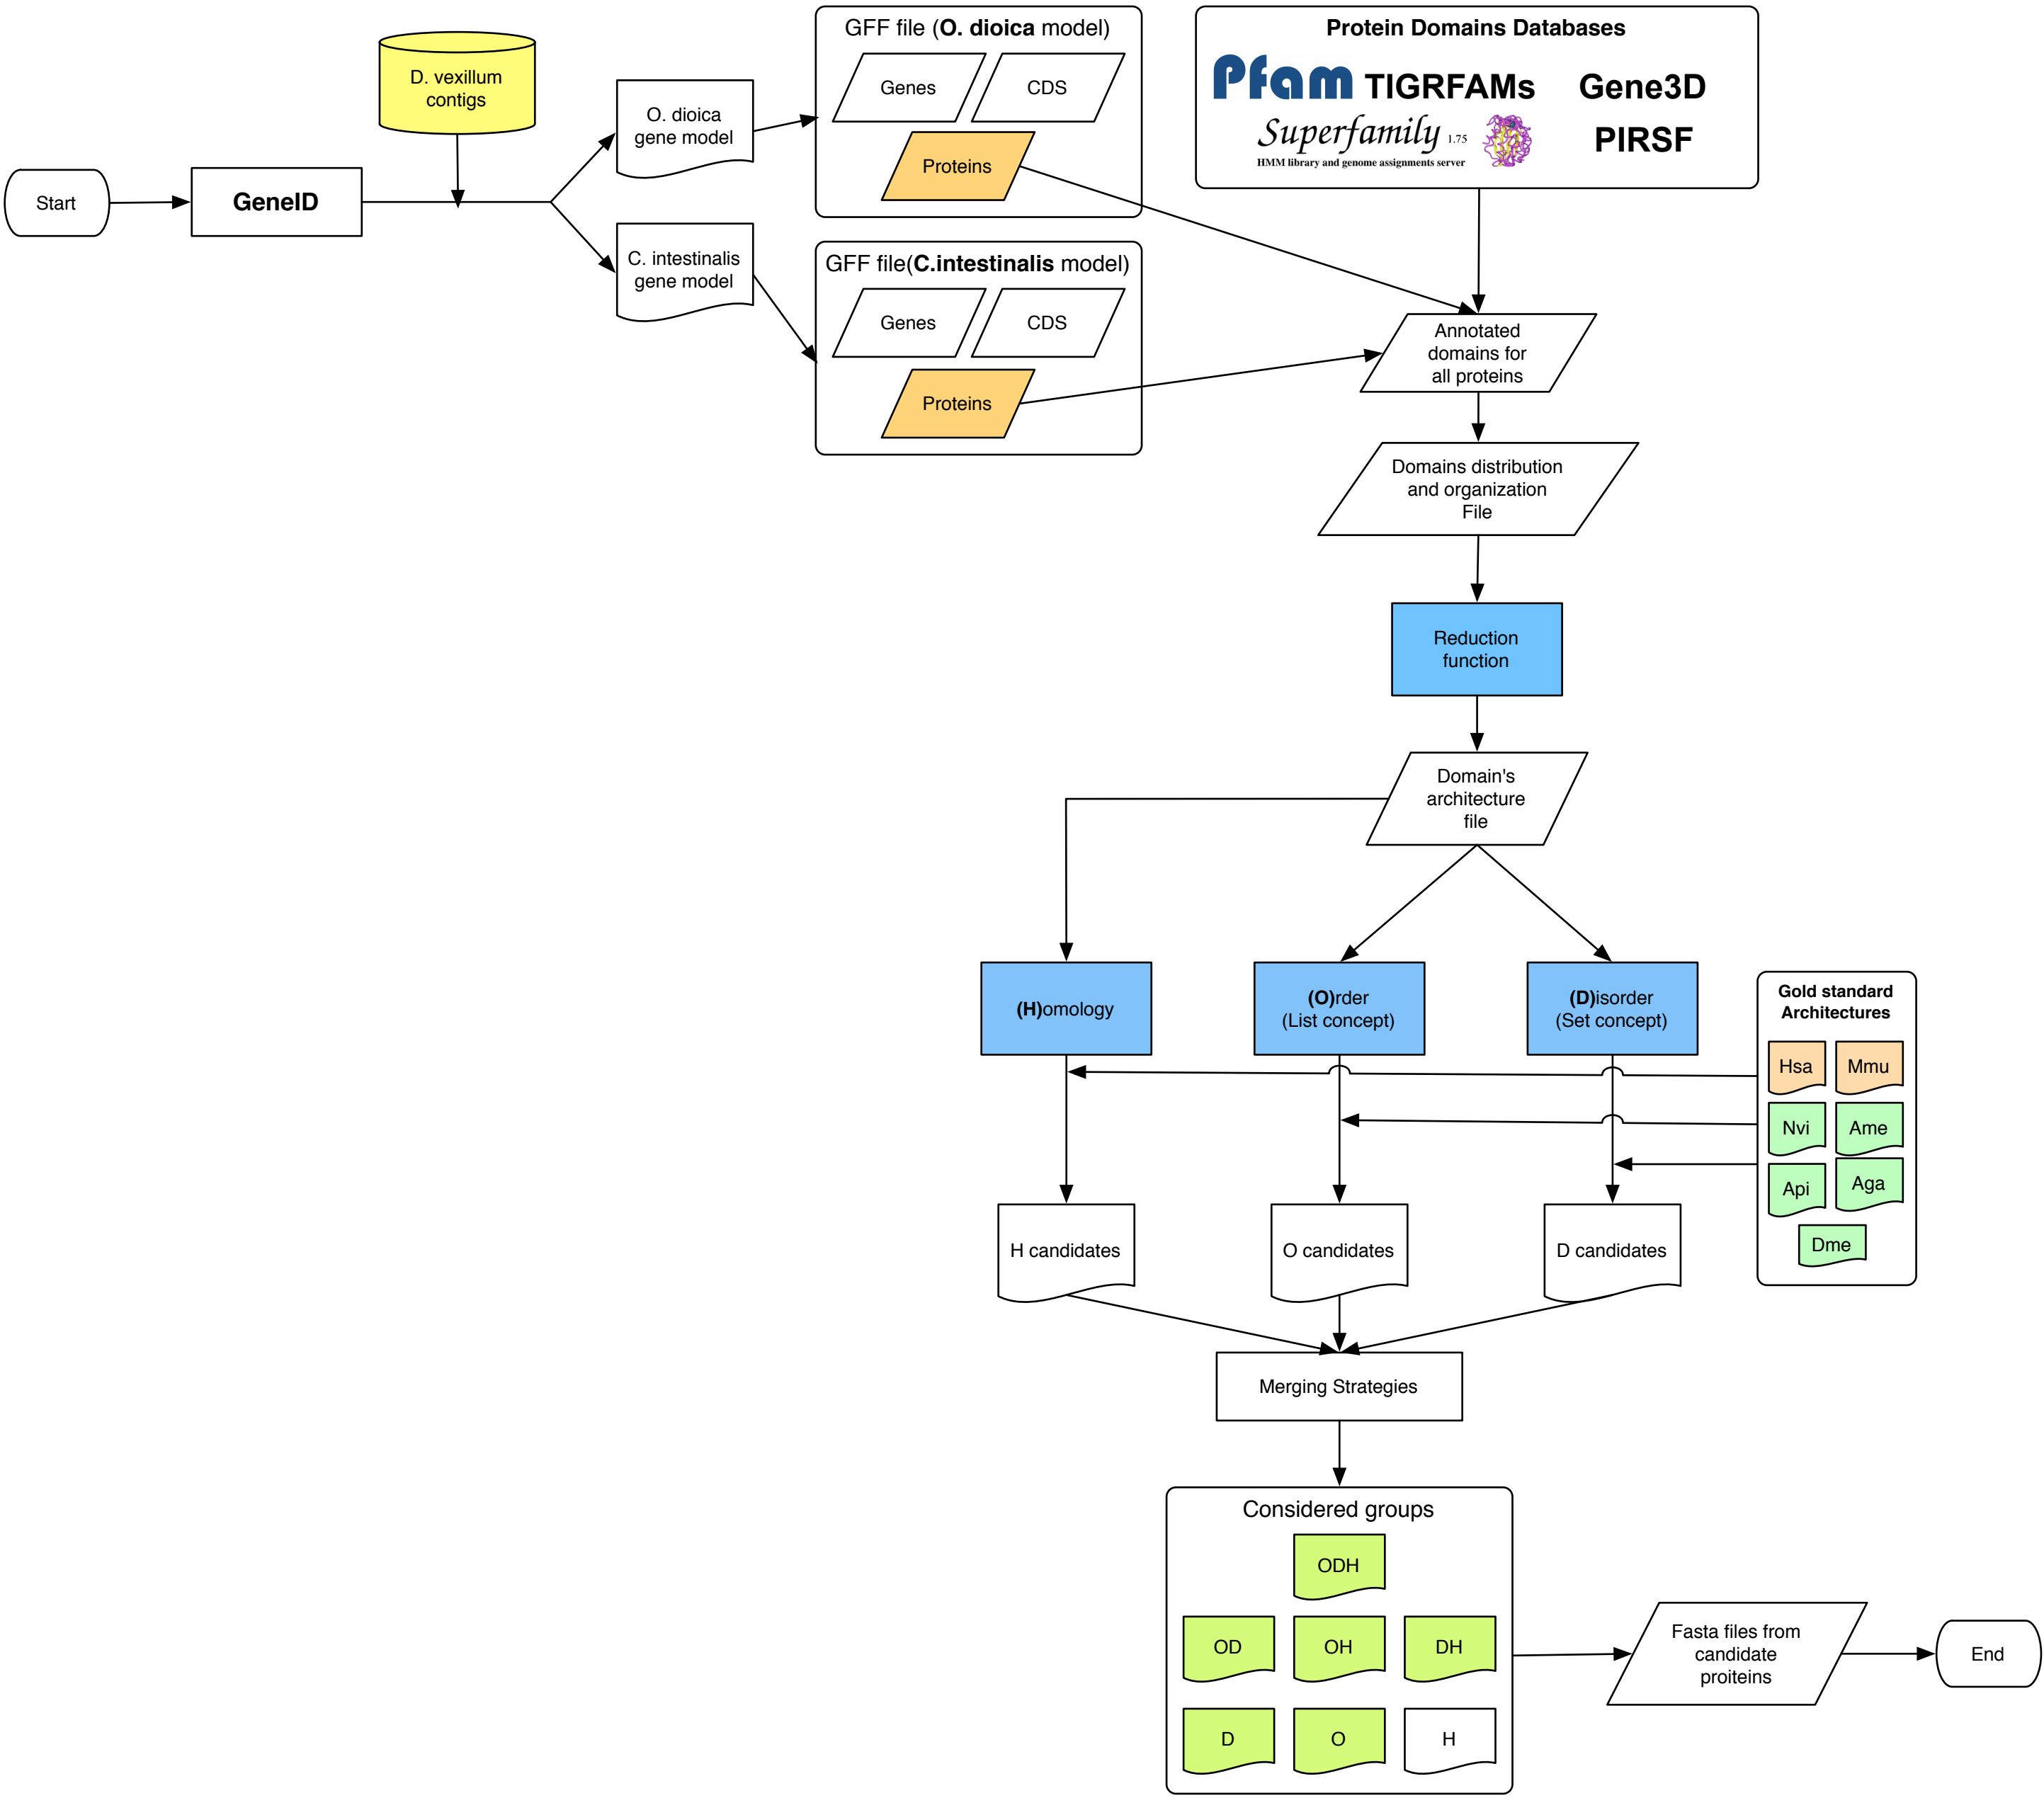 Start
GeneID
D. vexillum
contigs
O. dioica
gene model
C. intestinalis
gene model
GFF file (O. dioica model)
Genes
CDS
Proteins
GFF file(C.intestinalis model)
Genes
CDS
Proteins
Protein Domains Databases
Pfam TIGRFAMs Gene3D
Superfamily 1.75
HMM library and genome assignments server
PIRSF
Annotated
domains for
all proteins
Domains distribution
and organization
File
Reduction
function
Domain's
architecture
file
(H)omology
(O)rder
(List concept)
(D)isorder
(Set concept)
Gold standard
Architectures
Hsa
Mmu
Nvi
Ame
Api
Aga
Dme
H candidates
O candidates
D candidates
Merging Strategies
Considered groups
ODH
OD
OH
DH
D
O
H
Fasta files from
candidate
proiteins
End